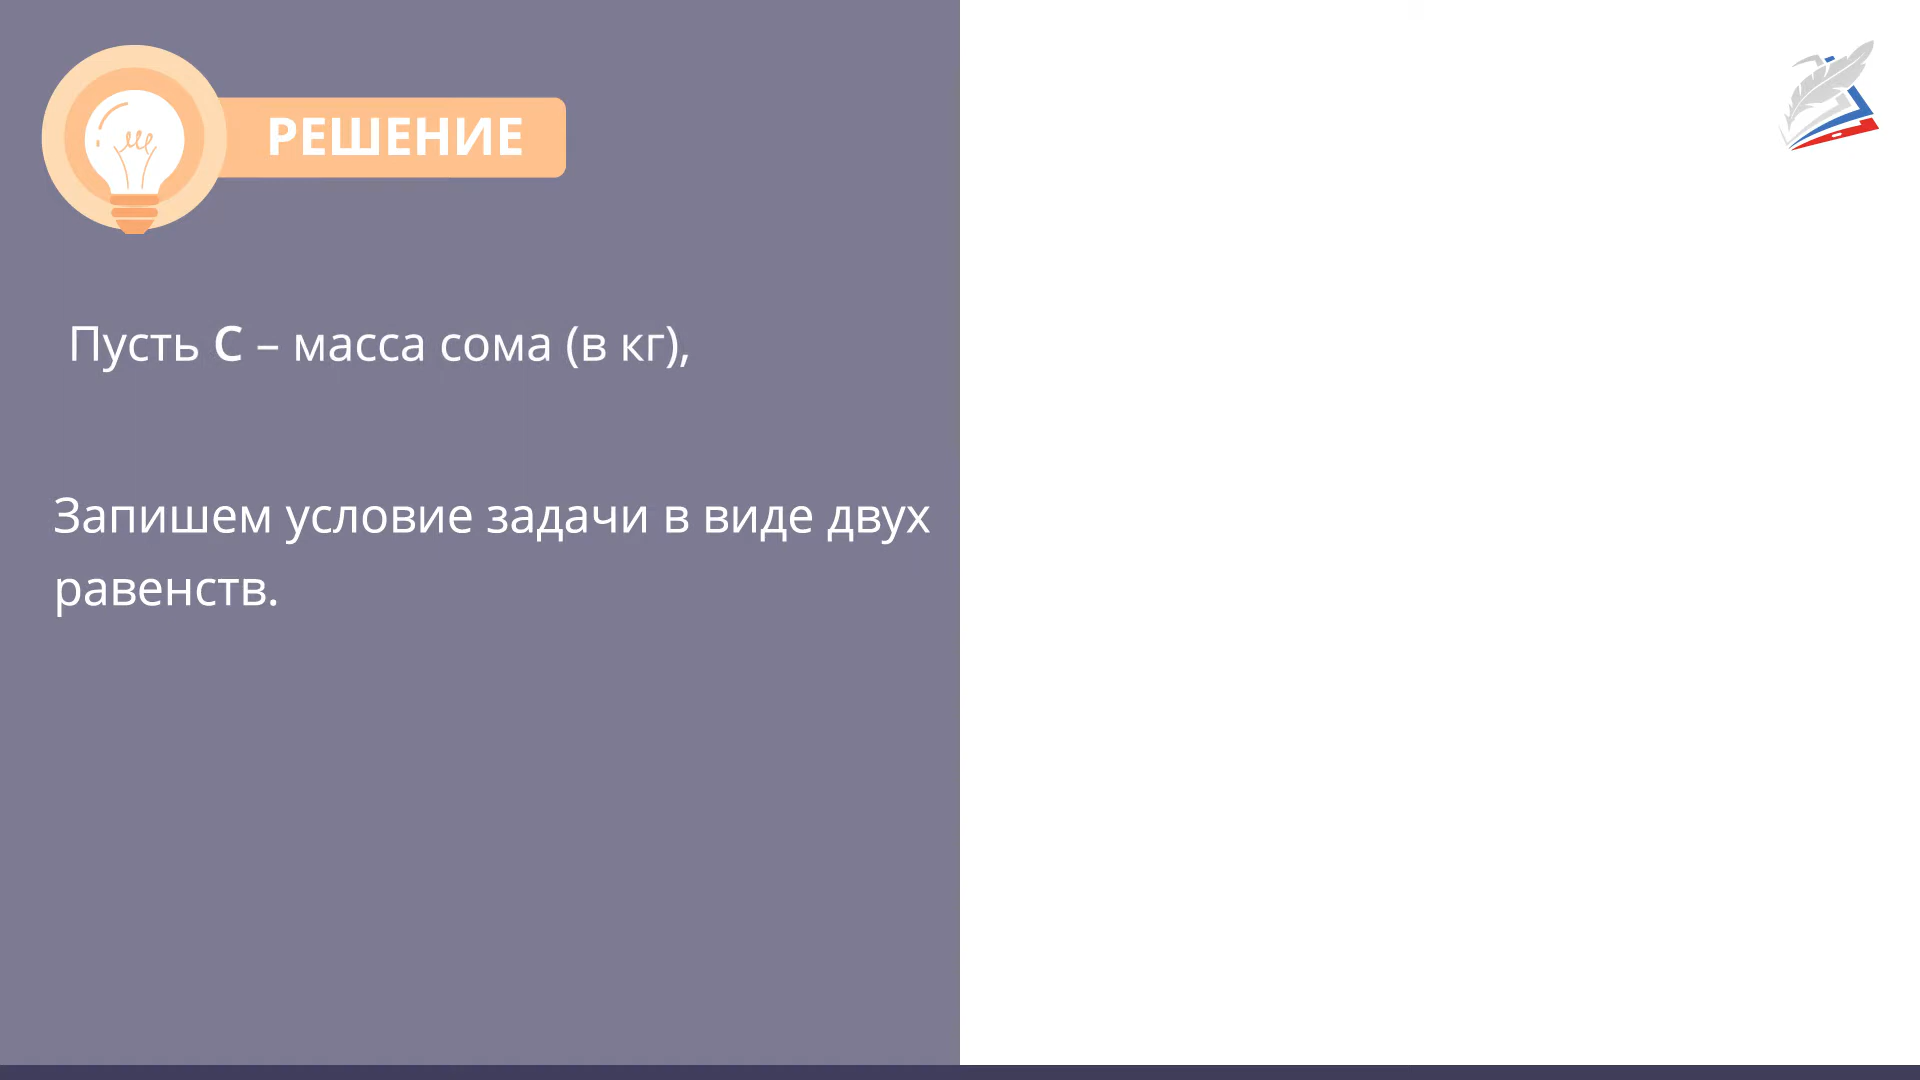 РЕШЕНИЕ
Пусть С – масса сома (в кг),
Запишем условие задачи в виде двух
равенств.